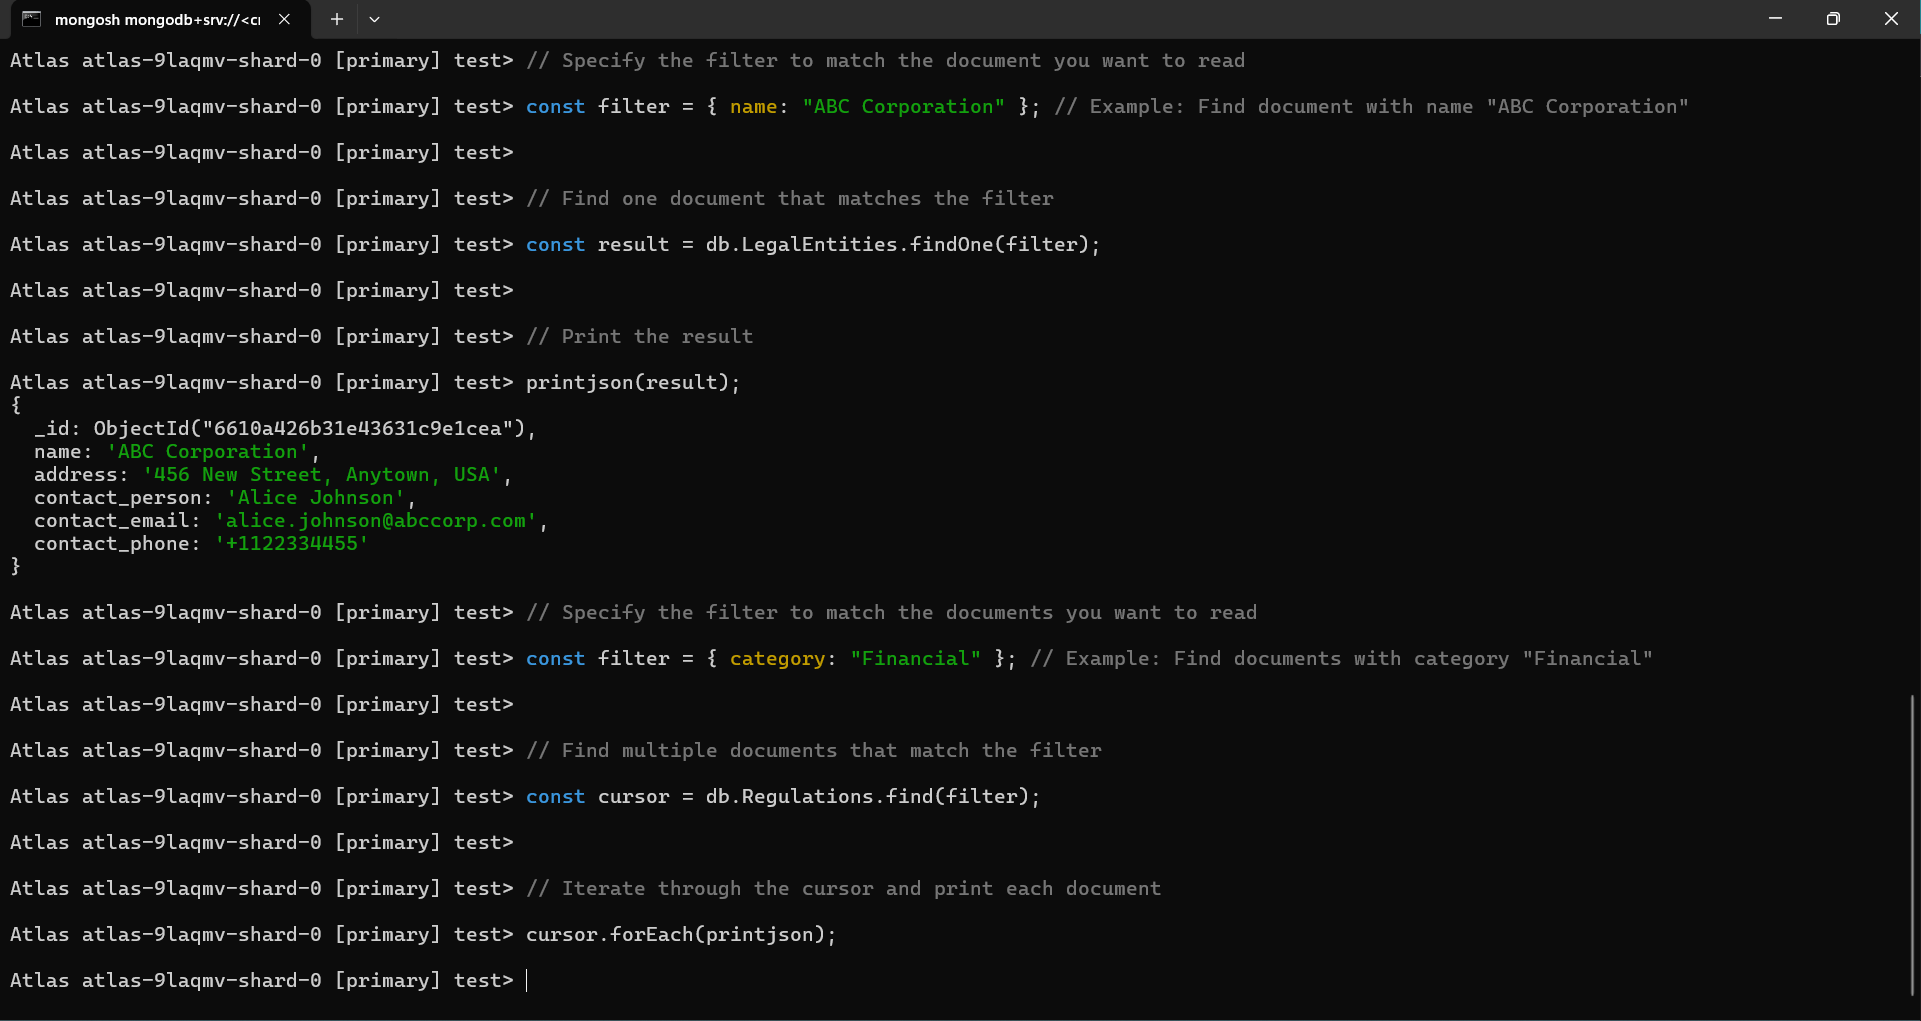 mongosh mongodb+srv://<cr
Atlas atlas-9laqmv-shard-0 [primary] test> // Specify the filter to match the document you want to read
Atlas atlas-9laqmv-shard-0 [primary] test> const filter = { name: "ABC Corporation" }; // Example: Find document with name "ABC Corporation"
Atlas atlas-9laqmv-shard-0 [primary] test>
Atlas atlas-9laqmv-shard-0 [primary] test> // Find one document that matches the filter
Atlas atlas-9laqmv-shard-0 [primary] test> const result = db.LegalEntities.findOne(filter);
Atlas atlas-9laqmv-shard-0 [primary] test>
Atlas atlas-9laqmv-shard-0 [primary] test> // Print the result
Atlas atlas-9laqmv-shard-0 [primary] test> printjson(result);
{
  _id: ObjectId("6610a426b31e43631c9e1cea"),
  name: 'ABC Corporation',
  address: '456 New Street, Anytown, USA',
  contact_person: 'Alice Johnson',
  contact_email: 'alice.johnson@abccorp.com',
  contact_phone: '+1122334455'
}
Atlas atlas-9laqmv-shard-0 [primary] test> // Specify the filter to match the documents you want to read
Atlas atlas-9laqmv-shard-0 [primary] test> const filter = { category: "Financial" }; // Example: Find documents with category "Financial"
Atlas atlas-9laqmv-shard-0 [primary] test>
Atlas atlas-9laqmv-shard-0 [primary] test> // Find multiple documents that match the filter
Atlas atlas-9laqmv-shard-0 [primary] test> const cursor = db.Regulations.find(filter);
Atlas atlas-9laqmv-shard-0 [primary] test>
Atlas atlas-9laqmv-shard-0 [primary] test> // Iterate through the cursor and print each document
Atlas atlas-9laqmv-shard-0 [primary] test> cursor.forEach(printjson);
Atlas atlas-9laqmv-shard-0 [primary] test>